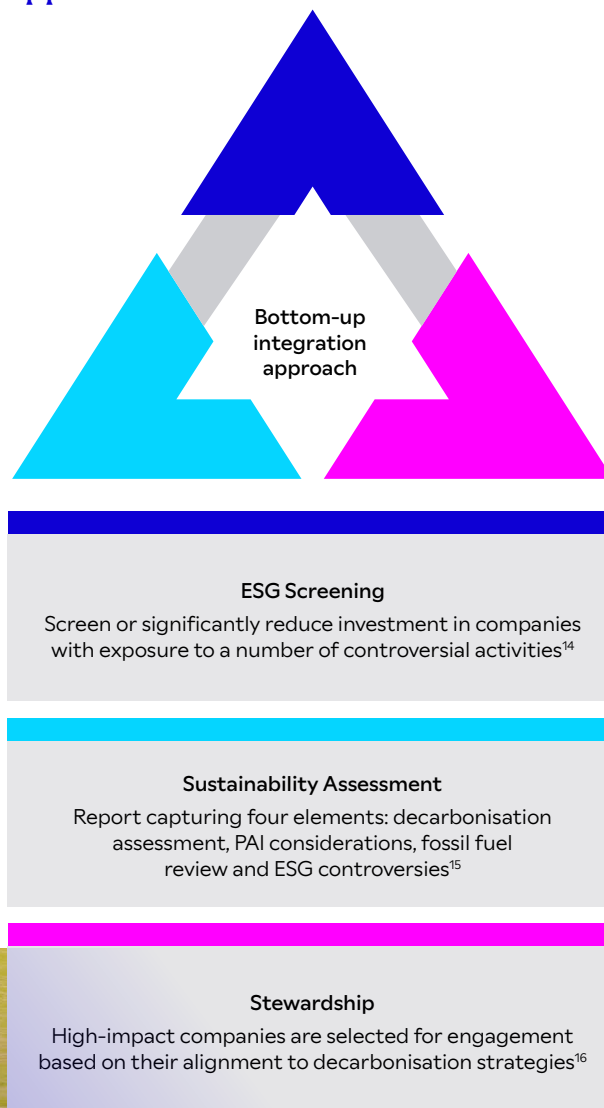 Bottom-up
integration
approach
ESG Screening
Screen or significantly reduce investment in companies
with exposure to a number of controversial activities¹⁴
Sustainability Assessment
Report capturing four elements: decarbonisation
assessment, PAI considerations, fossil fuel
review and ESG controversies¹⁵
Stewardship
High-impact companies are selected for engagement
based on their alignment to decarbonisation strategies¹⁶